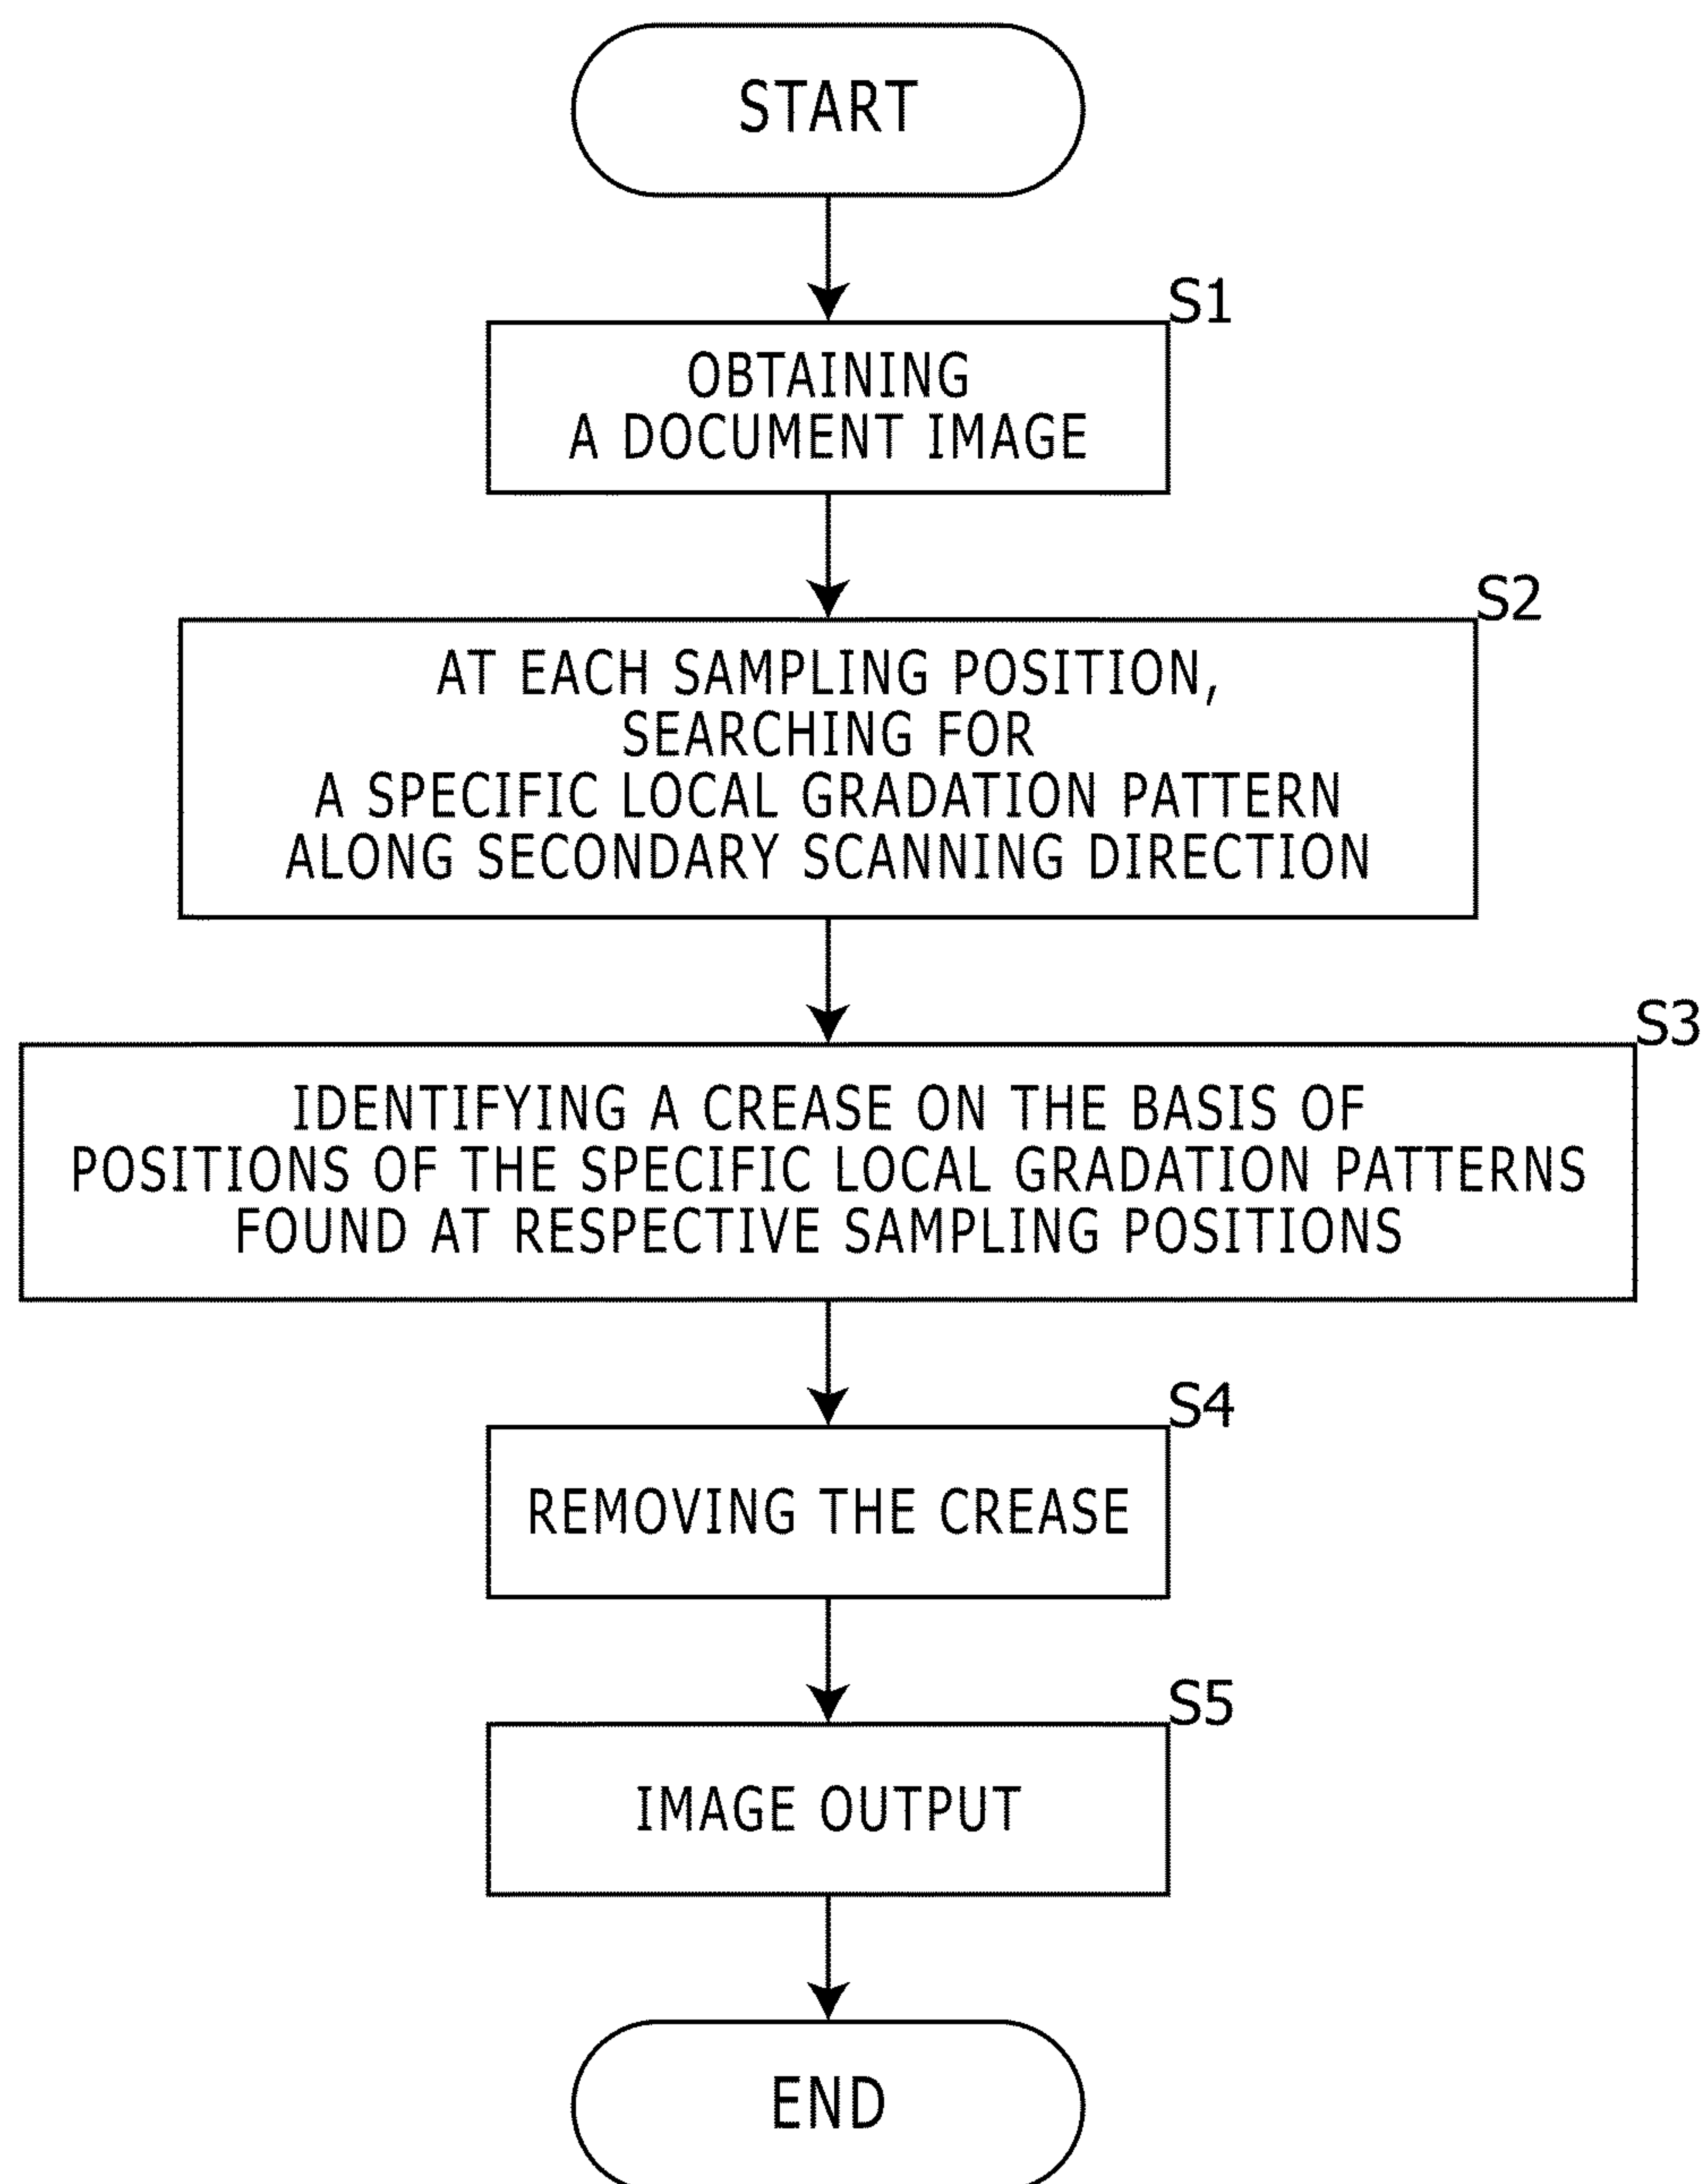 START
S1
OBTAINING
A DOCUMENT IMAGE
S2
AT EACH SAMPLING POSITION,
SEARCHING FOR
A SPECIFIC LOCAL GRADATION PATTERN
ALONG SECONDARY SCANNING DIRECTION
S3
IDENTIFYING A CREASE ON THE BASIS OF
POSITIONS OF THE SPECIFIC LOCAL GRADATION PATTERNS
FOUND AT RESPECTIVE SAMPLING POSITIONS
S4
REMOVING THE CREASE
S5
IMAGE OUTPUT
END